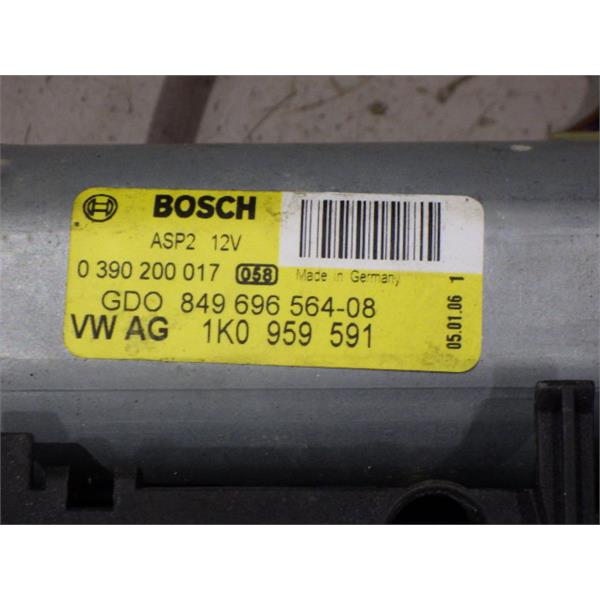 BOSCH
ASP2 12V
0 390 200 017 058 Made in Germany
GDO 849 696 564-08
VW AG 1K0 959 591
05.01.06 1